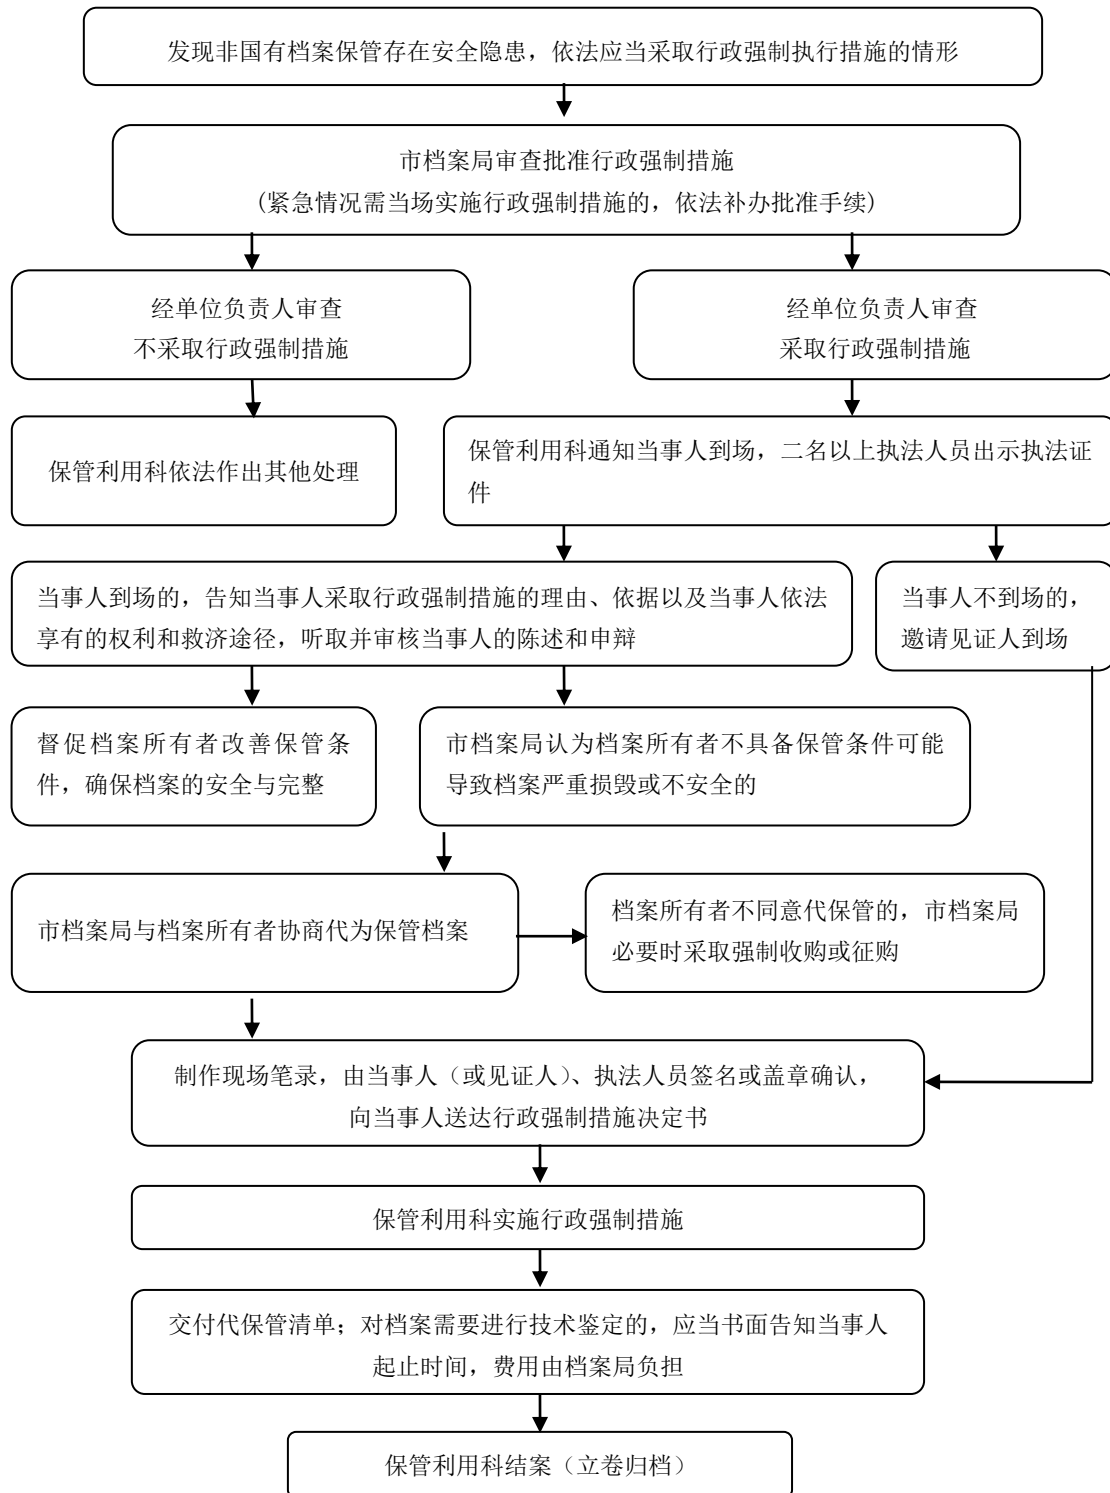 发现非国有档案保管存在安全隐患，依法应当采取行政强制执行措施的情形
市档案局审查批准行政强制措施
(紧急情况需当场实施行政强制措施的，依法补办批准手续)
经单位负责人审查
不采取行政强制措施
经单位负责人审查
采取行政强制措施
保管利用科依法作出其他处理
保管利用科通知当事人到场，二名以上执法人员出示执法证
件
当事人到场的，告知当事人采取行政强制措施的理由、依据以及当事人依法
享有的权利和救济途径，听取并审核当事人的陈述和申辩
当事人不到场的，
邀请见证人到场
督促档案所有者改善保管条
件，确保档案的安全与完整
市档案局认为档案所有者不具备保管条件可能
导致档案严重损毁或不安全的
市档案局与档案所有者协商代为保管档案
档案所有者不同意代保管的，市档案局
必要时采取强制收购或征购
制作现场笔录，由当事人（或见证人）、执法人员签名或盖章确认，
向当事人送达行政强制措施决定书
保管利用科实施行政强制措施
交付代保管清单；对档案需要进行技术鉴定的，应当书面告知当事人
起止时间，费用由档案局负担
保管利用科结案（立卷归档）